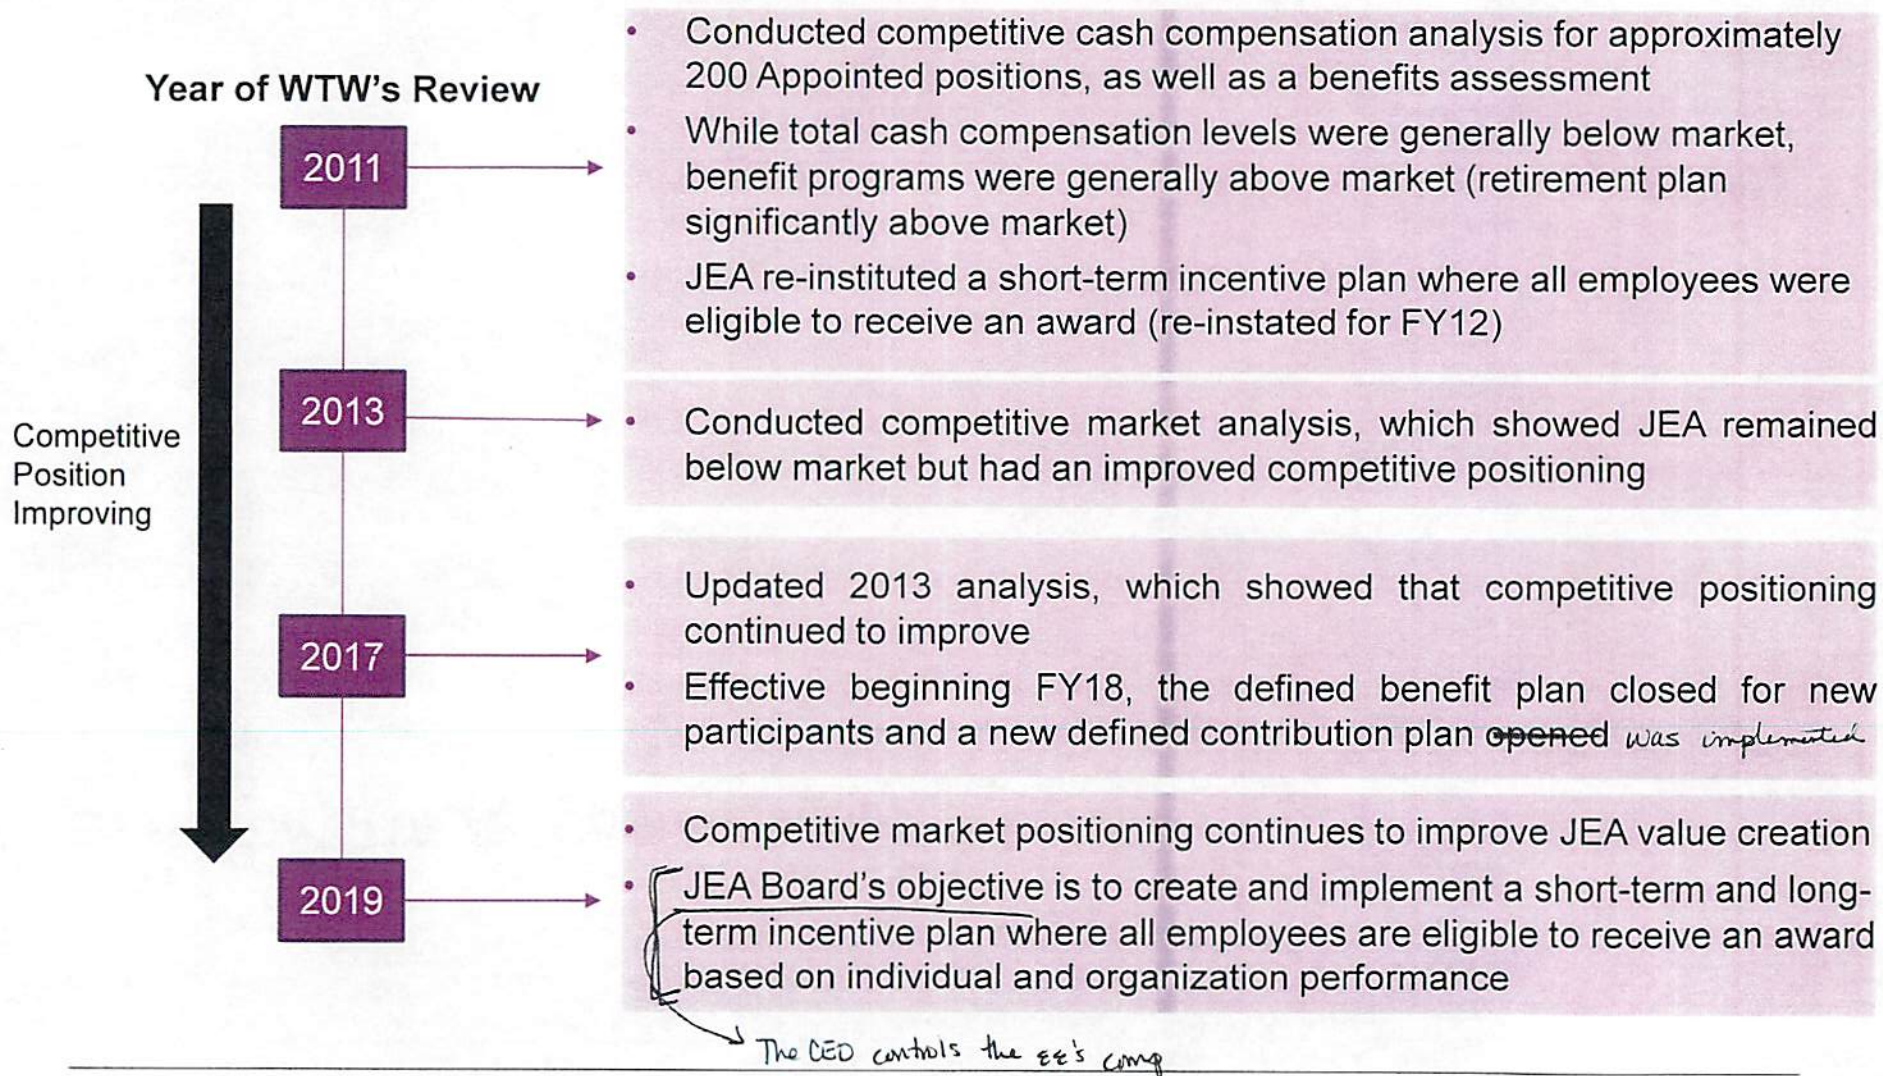 Year of WTW's Review
2011
• Conducted competitive cash compensation analysis for approximately
200 Appointed positions, as well as a benefits assessment
• While total cash compensation levels were generally below market,
benefit programs were generally above market (retirement plan
significantly above market)
• JEA re-instituted a short-term incentive plan where all employees were
eligible to receive an award (re-instated for FY12)
Competitive
Position
Improving
2013
• Conducted competitive market analysis, which showed JEA remained
below market but had an improved competitive positioning
2017
• Updated 2013 analysis, which showed that competitive positioning
continued to improve
• Effective beginning FY18, the defined benefit plan closed for new
participants and a new defined contribution plan opened was implemented
2019
• Competitive market positioning continues to improve JEA value creation
• JEA Board's objective is to create and implement a short-term and long-
term incentive plan where all employees are eligible to receive an award
based on individual and organization performance
The CEO controls the EE's comp